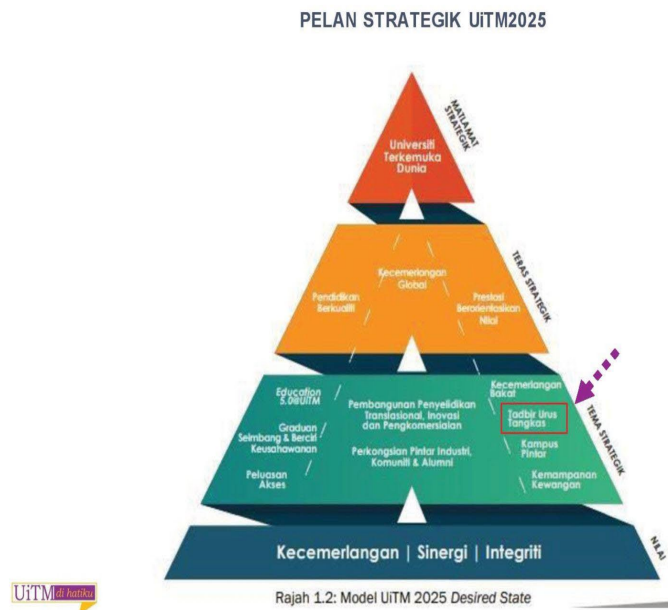 PELAN STRATEGIK UiTM2025
MATLAMAT
STRATEGIK
Universiti
Terkemuka
Dunia
TERAS STRATEGIK
Kecemerlangan
Global
Pendidikan
Berkualiti
Prestasi
Berorientasikan
Nilai
TEMA STRATEGIK
Education
5.0@UiTM
Graduan
Seimbang & Berciri
Keusahawanan
Peluasan
Akses
Pembangunan Penyelidikan
Translasional, Inovasi
dan Pengkomersialan
Perkongsian Pintar Industri,
Komuniti & Alumni
Kecemerlangan
Bakat
Tadbir Urus
Tangkas
Kampus
Pintar
Kemampanan
Kewangan
NILAI
Kecemerlangan | Sinergi | Integriti
UiTM di hatiku
Rajah 1.2: Model UiTM 2025 Desired State